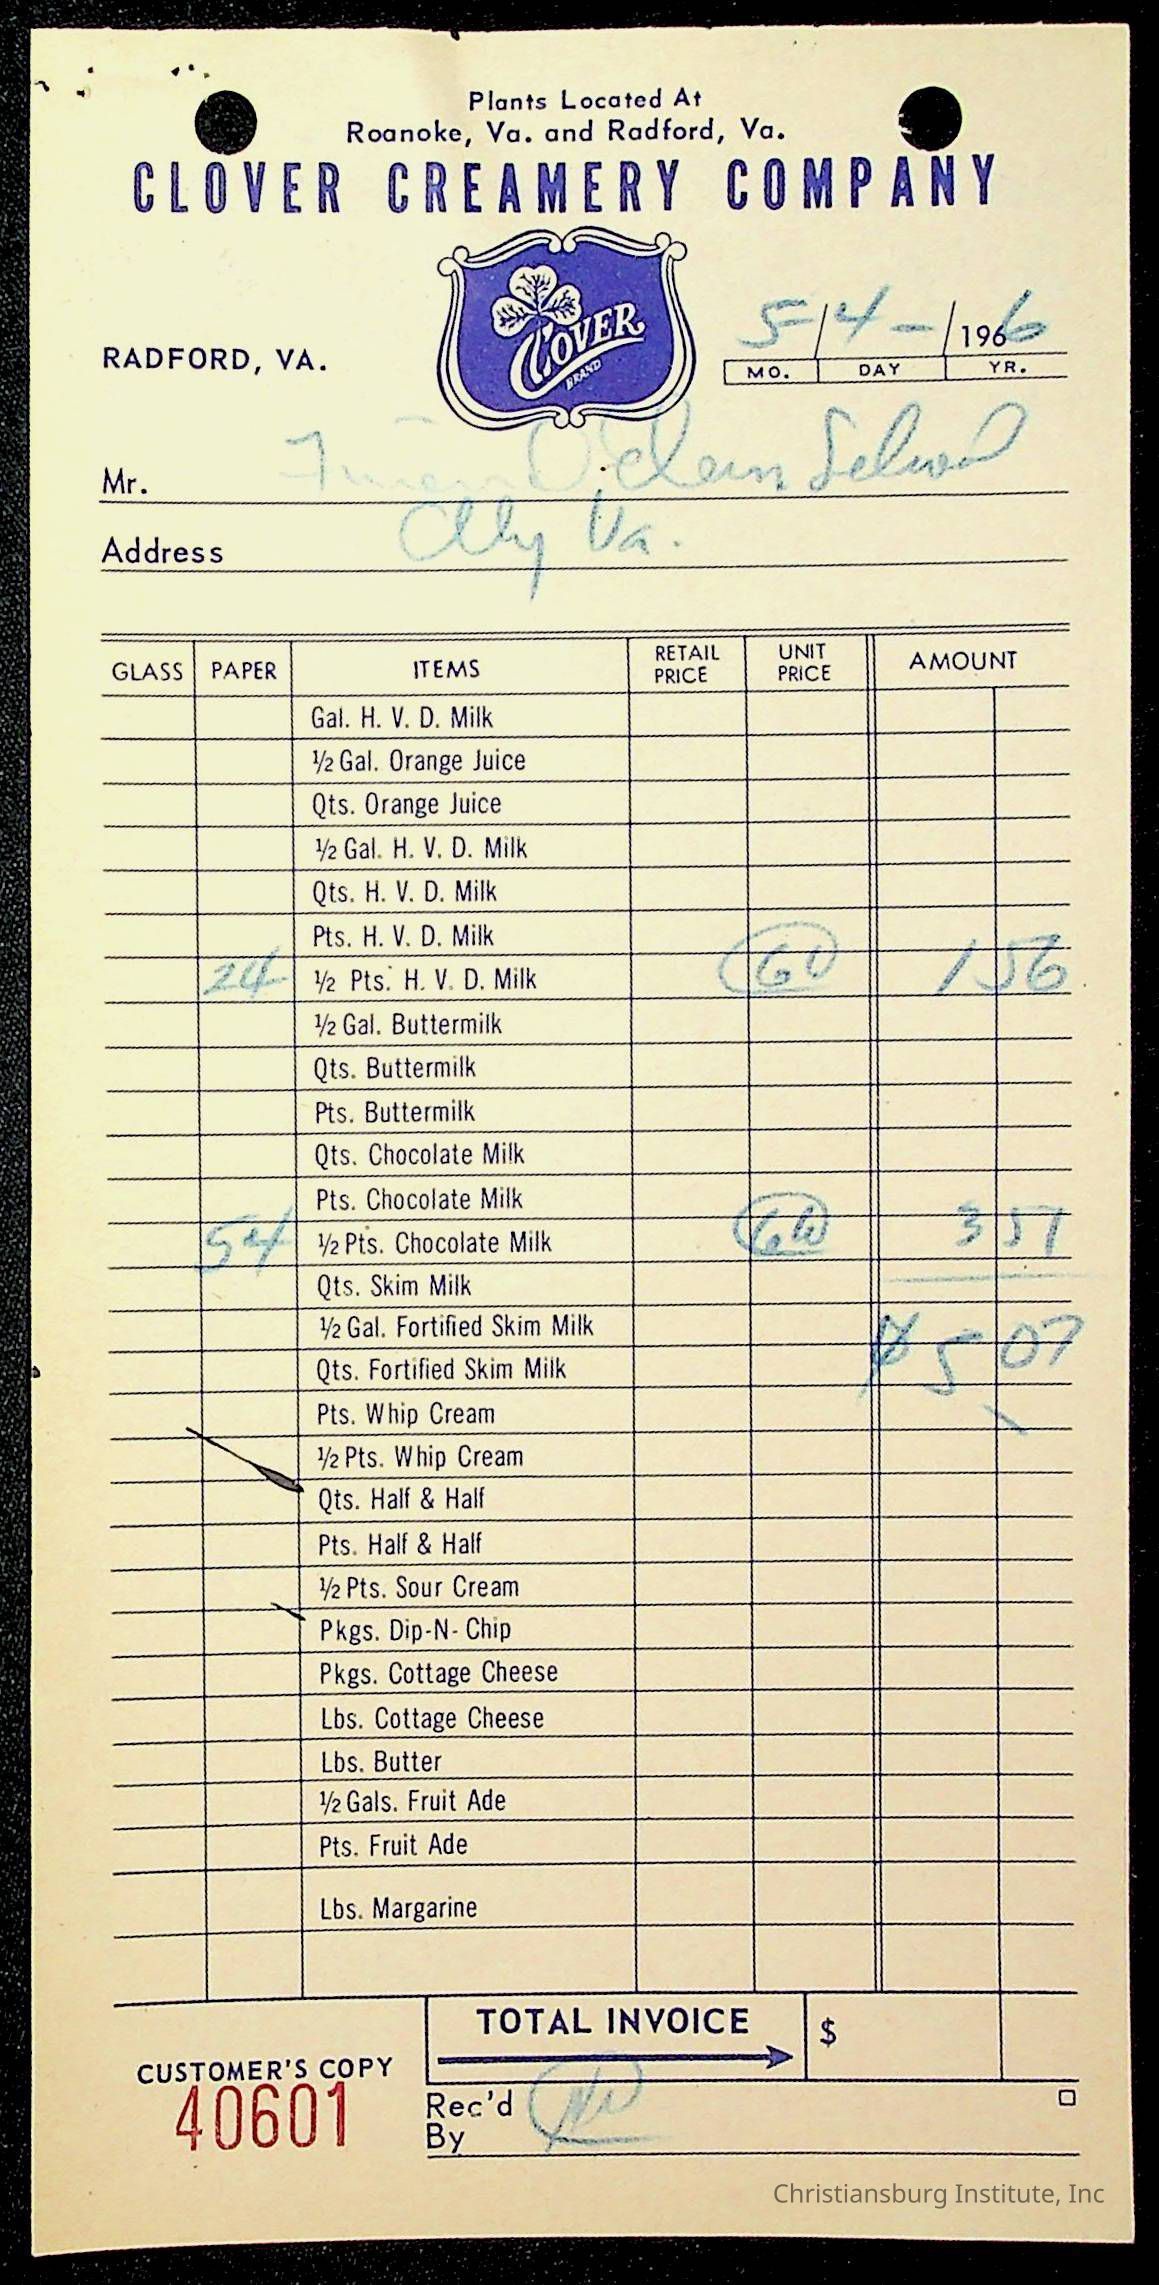 Plants Located At
Roanoke, Va. and Radford, Va.
CLOVER CREAMERY COMPANY
CLOVER
BRAND
RADFORD, VA.
5/4-/1966
MO. DAY YR.
Mr. School
Address Va.
GLASS PAPER ITEMS RETAIL PRICE UNIT PRICE AMOUNT
Gal. H. V. D. Milk
½ Gal. Orange Juice
Qts. Orange Juice
½ Gal. H. V. D. Milk
Qts. H. V. D. Milk
Pts. H. V. D. Milk
24 ½ Pts. H. V. D. Milk 1 56
½ Gal. Buttermilk
Qts. Buttermilk
Pts. Buttermilk
Qts. Chocolate Milk
Pts. Chocolate Milk
54 ½ Pts. Chocolate Milk 3 51
Qts. Skim Milk
½ Gal. Fortified Skim Milk $ 5 07
Qts. Fortified Skim Milk
Pts. Whip Cream
½ Pts. Whip Cream
Qts. Half & Half
Pts. Half & Half
½ Pts. Sour Cream
Pkgs. Dip-N-Chip
Pkgs. Cottage Cheese
Lbs. Cottage Cheese
Lbs. Butter
½ Gals. Fruit Ade
Pts. Fruit Ade
Lbs. Margarine
TOTAL INVOICE $
CUSTOMER'S COPY
40601
Rec'd
By
Christiansburg Institute, Inc